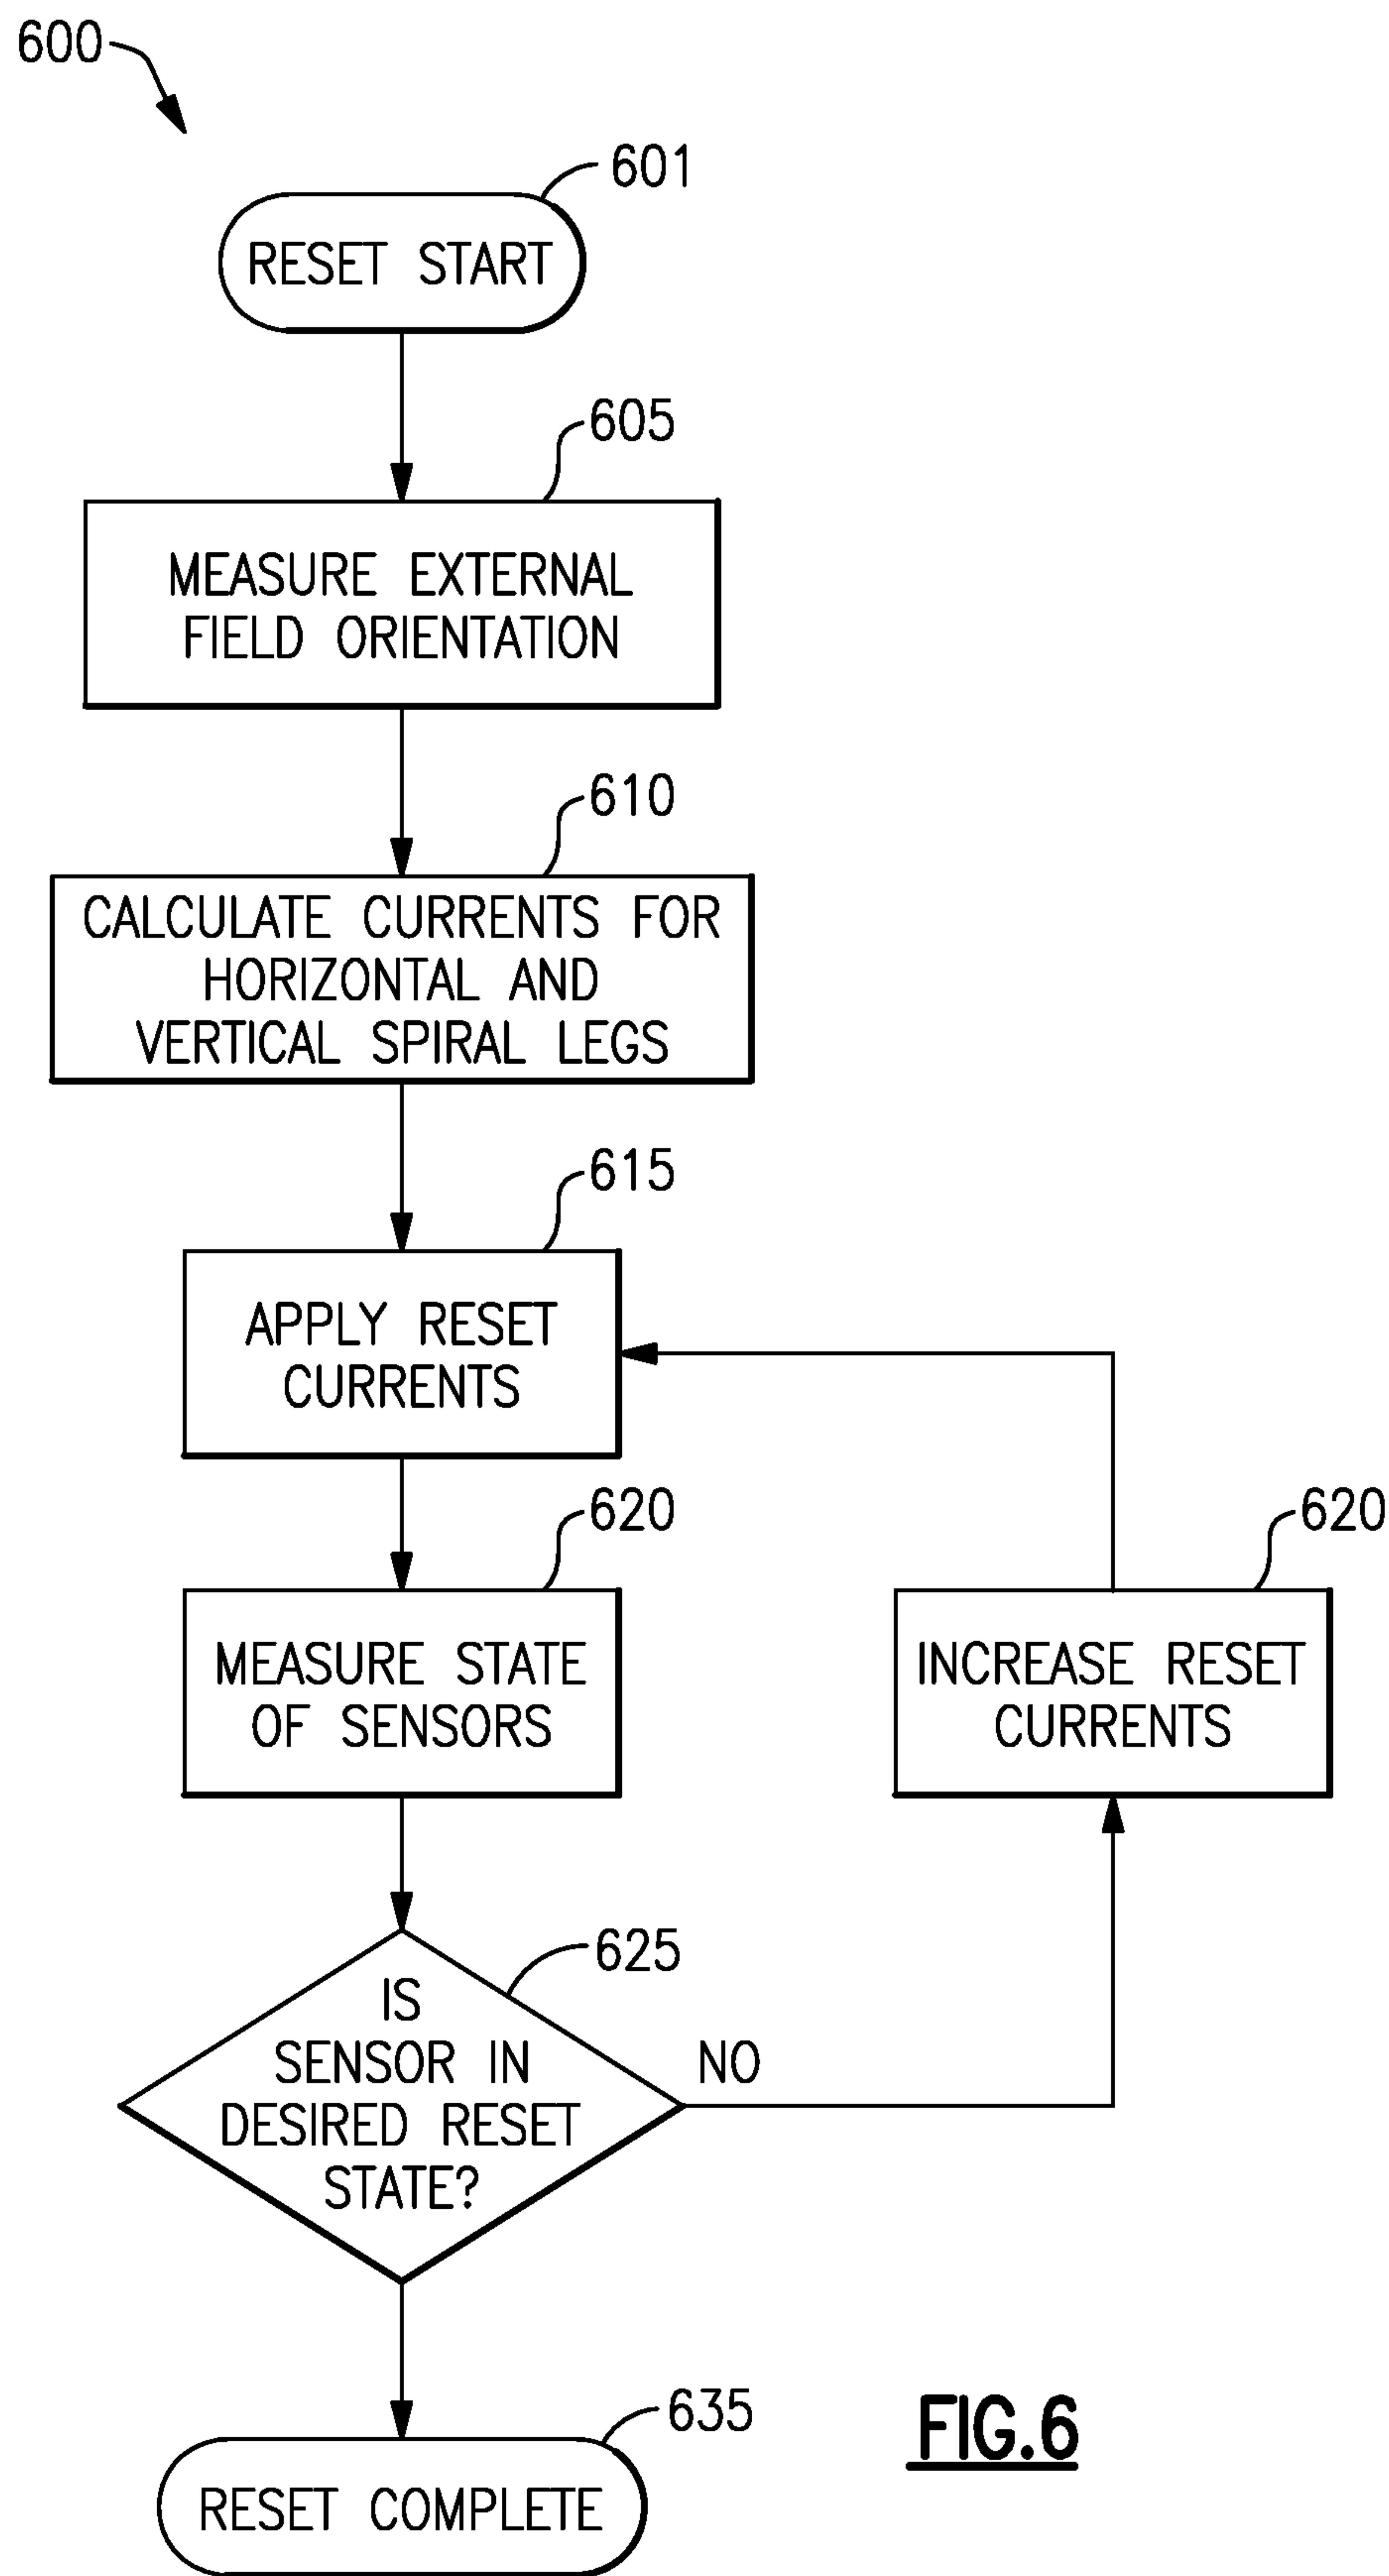 600
601
RESET START
605
MEASURE EXTERNAL
FIELD ORIENTATION
610
CALCULATE CURRENTS FOR
HORIZONTAL AND
VERTICAL SPIRAL LEGS
615
APPLY RESET
CURRENTS
620
MEASURE STATE
OF SENSORS
620
INCREASE RESET
CURRENTS
625
IS
SENSOR IN
DESIRED RESET
STATE?
NO
635
RESET COMPLETE
FIG.6